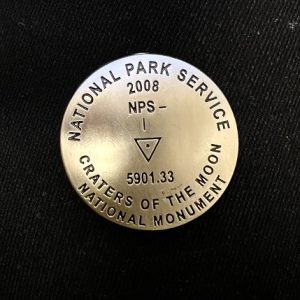 NATIONAL PARK SERVICE
2008
NPS-
I
5901.33
CRATERS OF THE MOON
NATIONAL MONUMENT